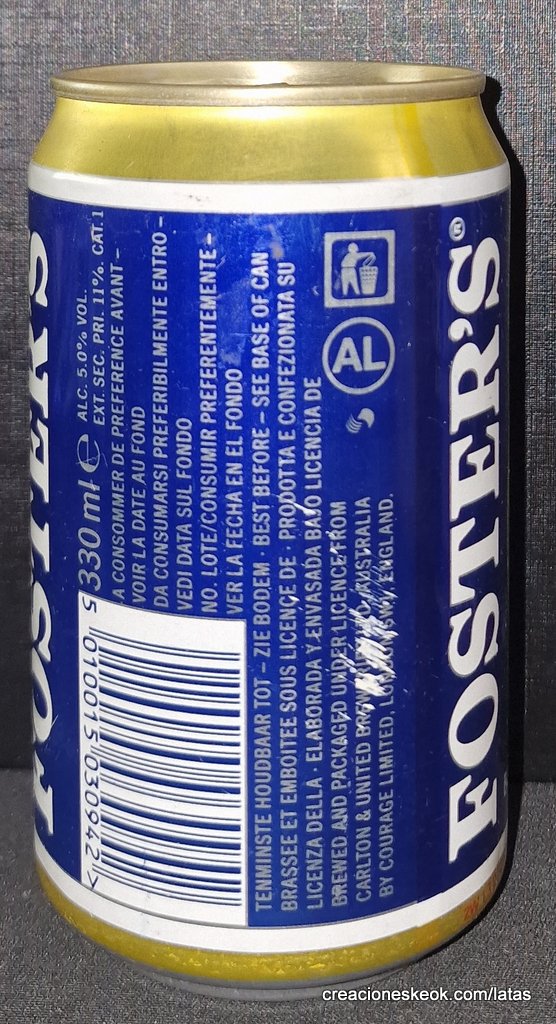 FOSTER'S
330 ml e ALC. 5.0% VOL.
EXT. SEC. PRI. 11%. CAT. 1
A CONSOMMER DE PREFERENCE AVANT –
VOIR LA DATE AU FOND
DA CONSUMARSI PREFERIBILMENTE ENTRO –
VEDI DATA SUL FONDO
NO. LOTE/CONSUMIR PREFERENTEMENTE –
VER LA FECHA EN EL FONDO
TENMINSTE HOUDBAAR TOT – ZIE BODEM · BEST BEFORE – SEE BASE OF CAN
BRASSEE ET EMBOITEE SOUS LICENCE DE · PRODOTTA E CONFEZIONATA SU
LICENZA DELLA · ELABORADA Y ENVASADA BAJO LICENCIA DE
BREWED AND PACKAGED UNDER LICENCE FROM
CARLTON & UNITED AUSTRALIA
BY COURAGE LIMITED, ENGLAND.
5 010015 030942 >
AL
FOSTER'S®
creacioneskeok.com/latas